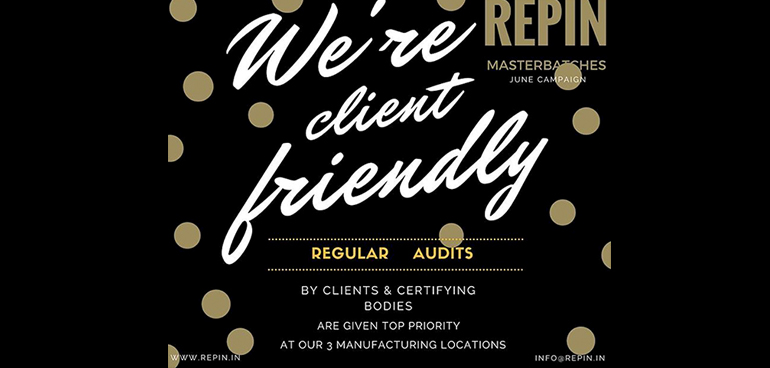 We're
REPIN
MASTERBATCHES
JUNE CAMPAIGN
client
friendly
REGULAR AUDITS
BY CLIENTS & CERTIFYING
BODIES
ARE GIVEN TOP PRIORITY
AT OUR 3 MANUFACTURING LOCATIONS
WWW.REPIN.IN
INFO@REPIN.IN